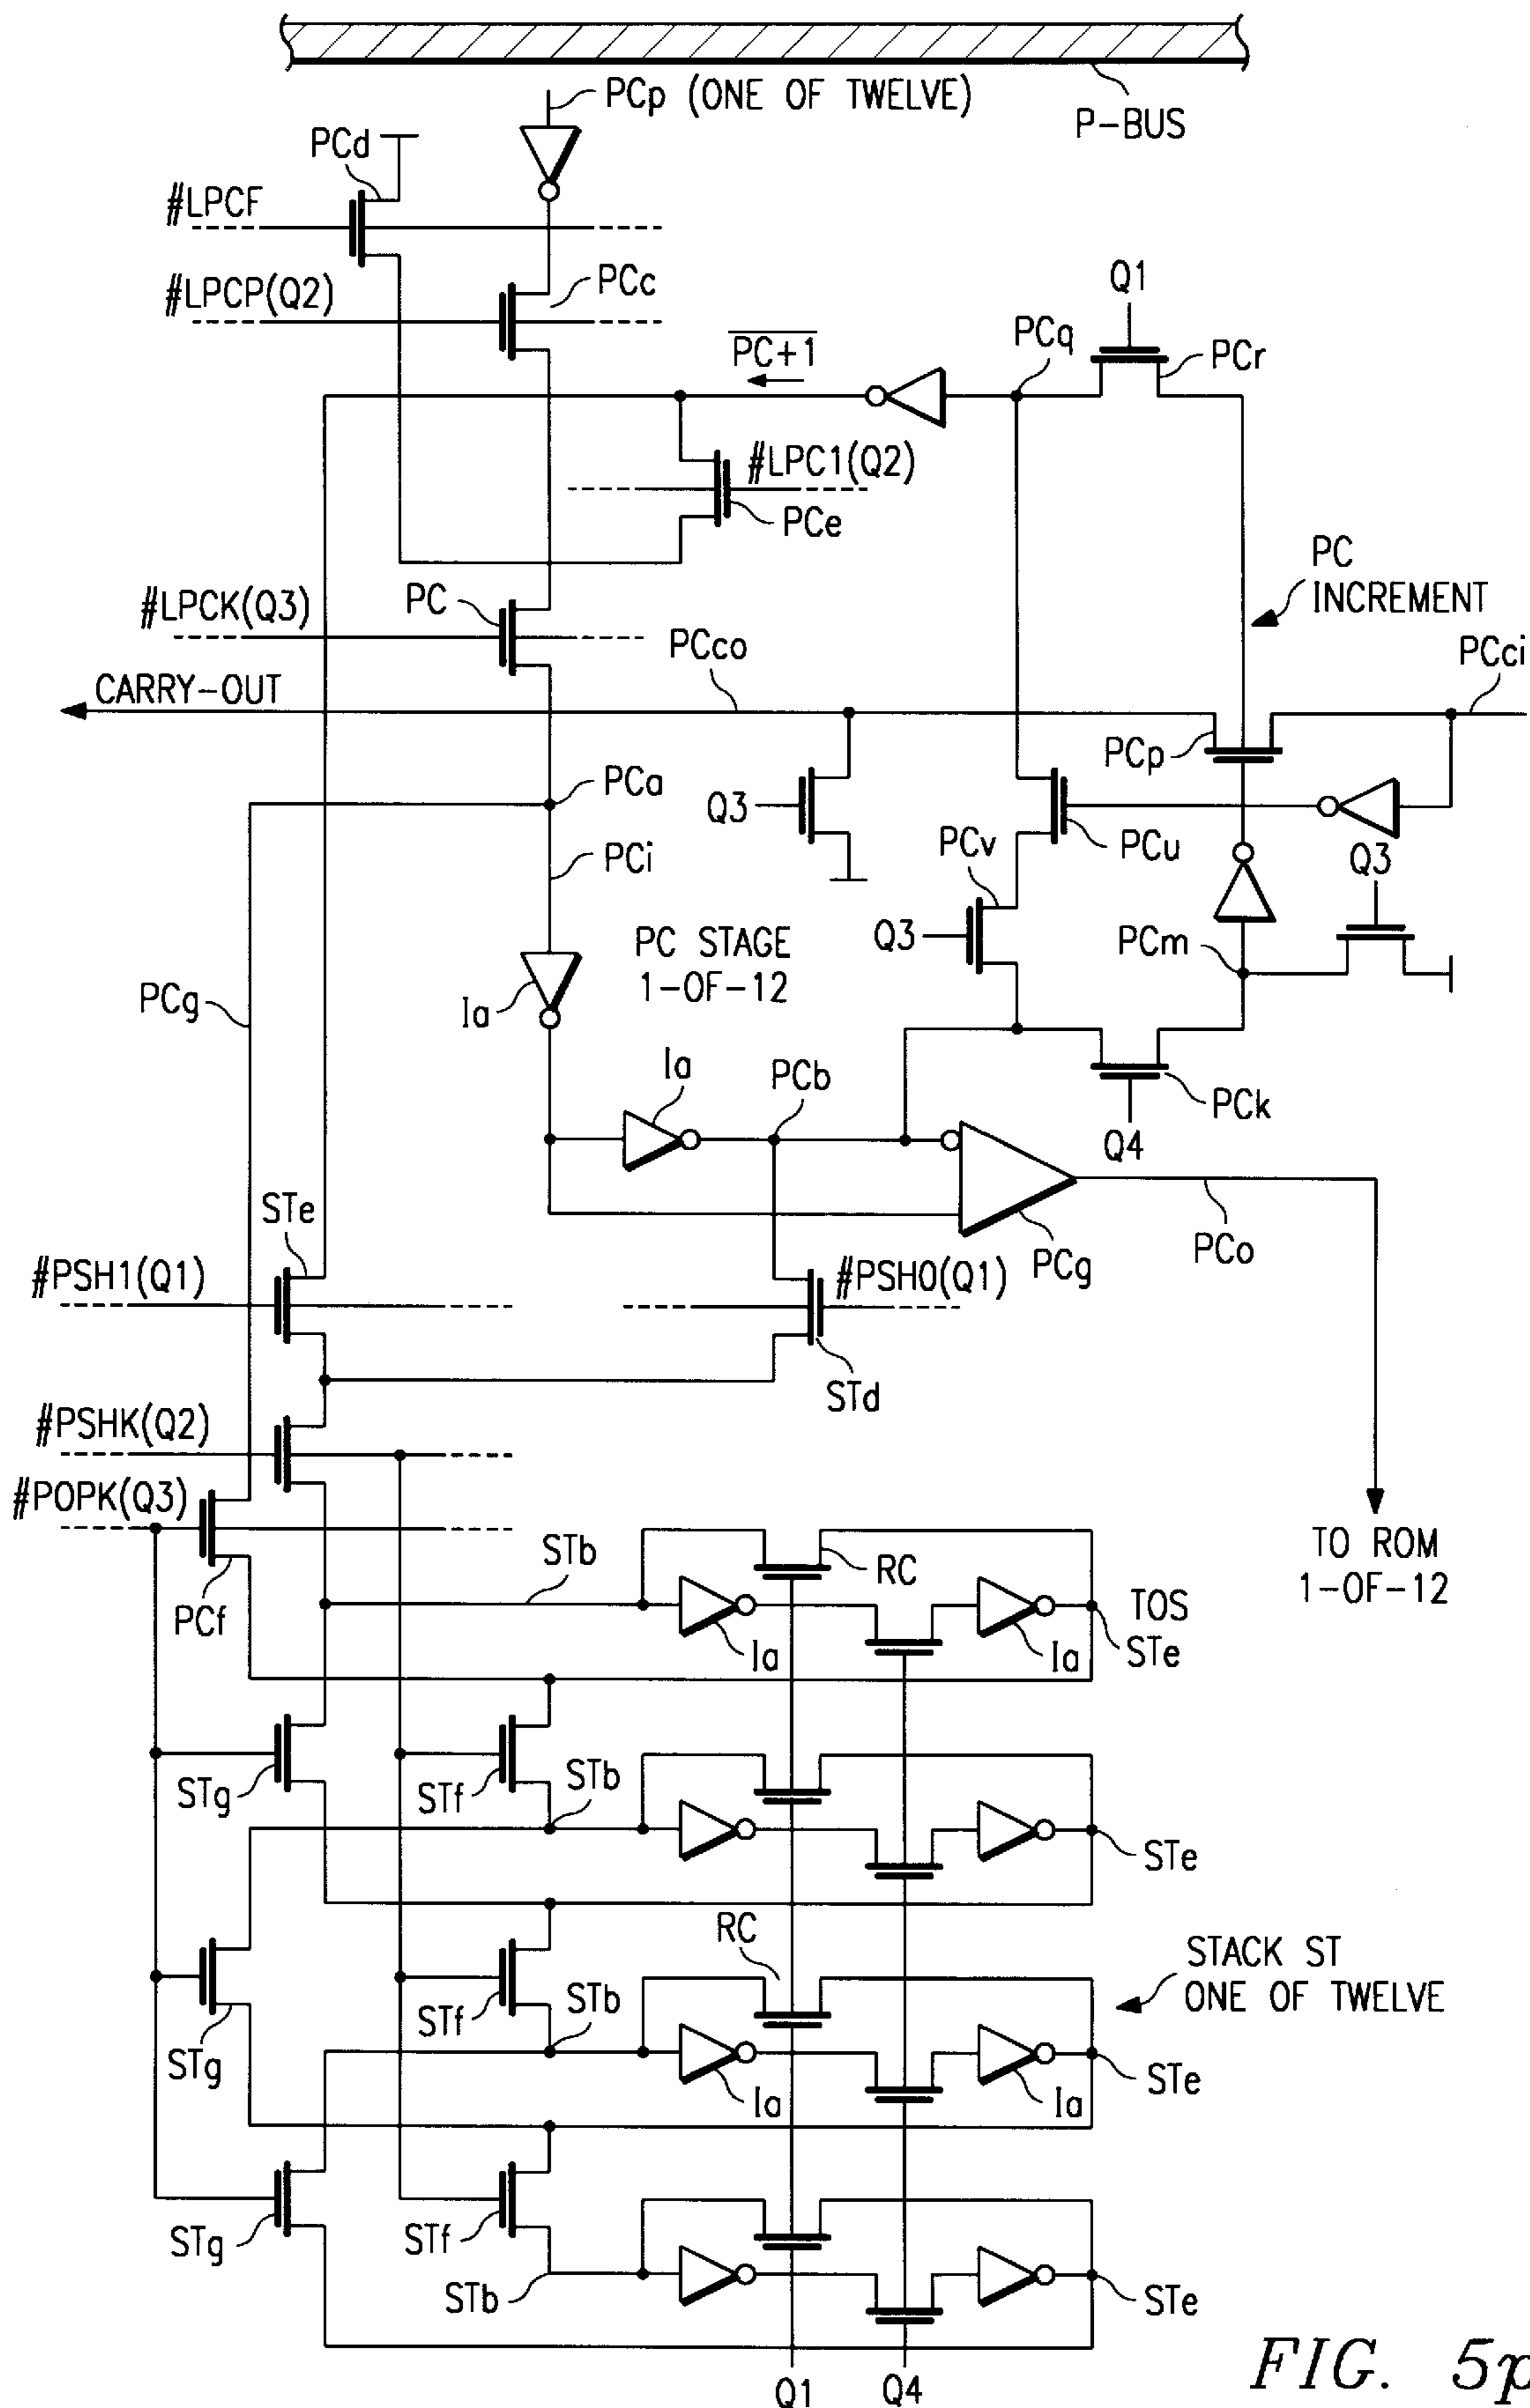 PCp (ONE OF TWELVE)
P-BUS
PCd
#LPCF
#LPCP(Q2)
PCc
Q1
PC+1
PCq
PCr
#LPC1(Q2)
PCe
PC
INCREMENT
#LPCK(Q3)
PC
PCco
PCci
CARRY-OUT
PCp
PCa
Q3
PCv
PCu
Q3
PCi
Q3
PC STAGE
1-OF-12
PCm
PCg
Ia
Ia
PCb
PCk
Q4
STe
PCg
PCo
#PSH1(Q1)
#PSH0(Q1)
STd
#PSHK(Q2)
#POPK(Q3)
TO ROM
1-OF-12
STb
RC
PCf
Ia
Ia
TOS
STe
STg
STf
STb
STe
RC
STACK ST
ONE OF TWELVE
STf
STb
STg
Ia
Ia
STe
STg
STf
STb
STe
Q1
Q4
FIG. 5p